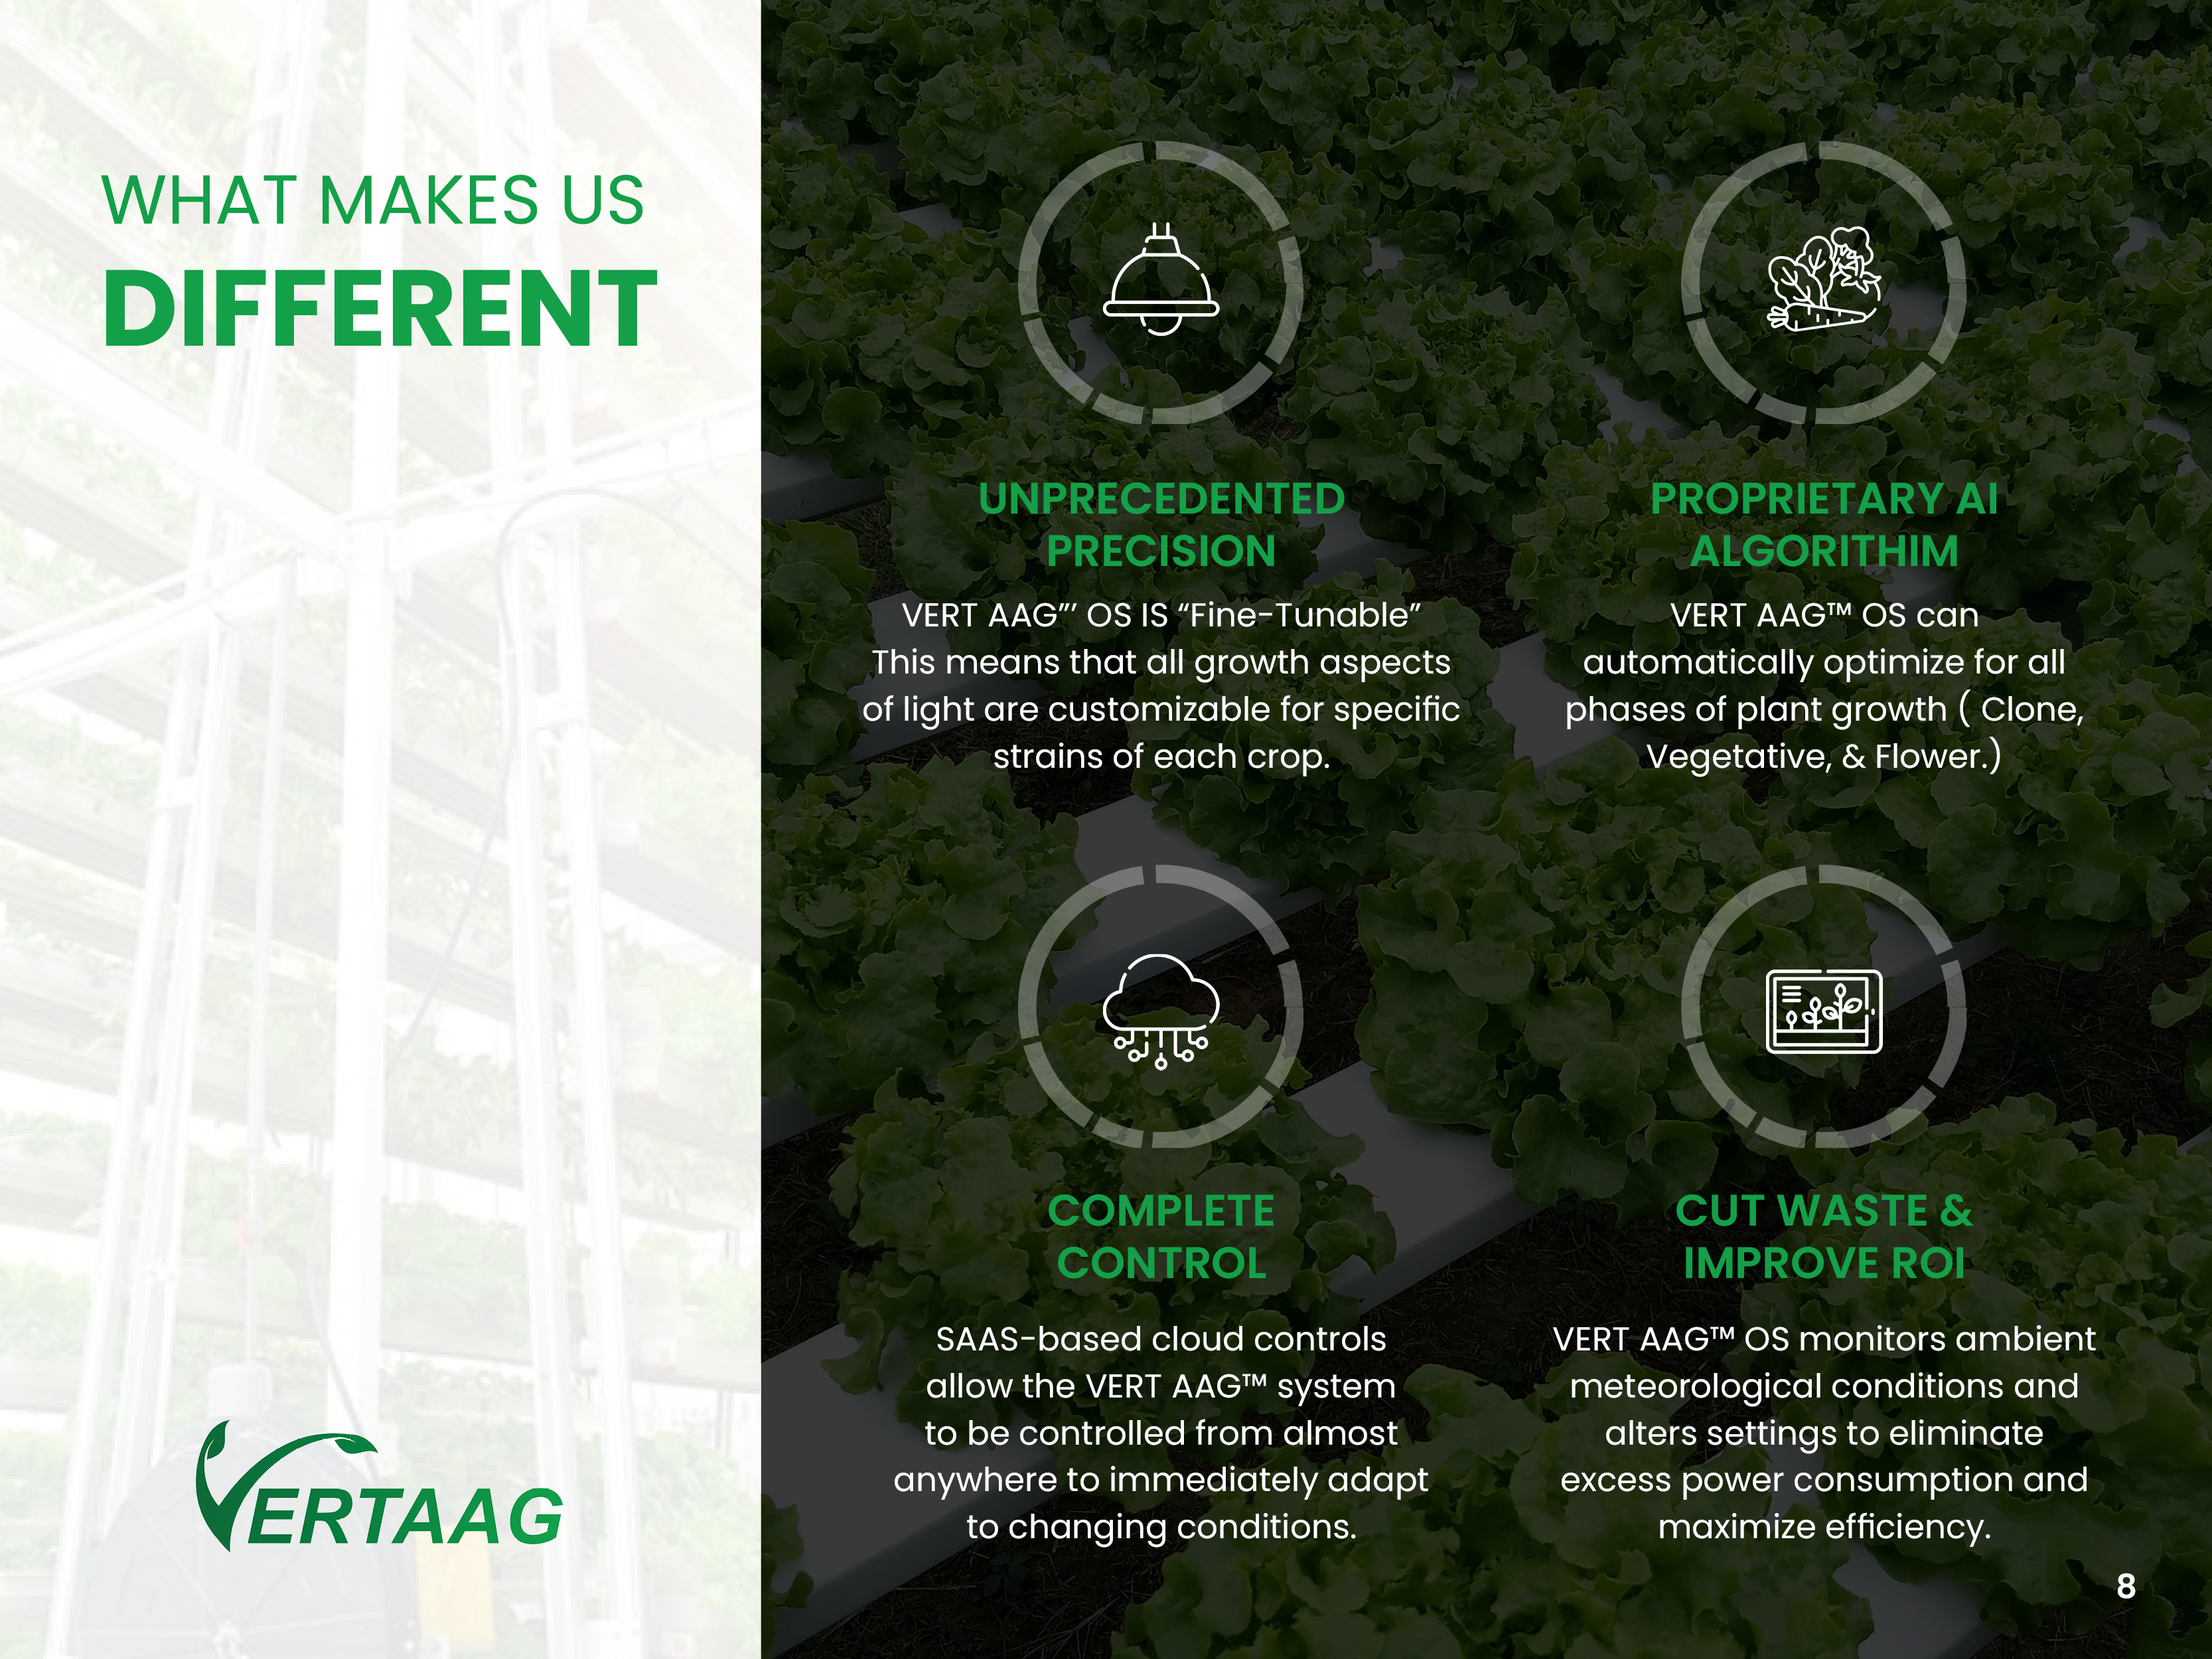 WHAT MAKES US
DIFFERENT
VERTAAG
UNPRECEDENTED
PRECISION
VERT AAG”’ OS IS “Fine-Tunable”
This means that all growth aspects
of light are customizable for specific
strains of each crop.
PROPRIETARY AI
ALGORITHIM
VERT AAG™ OS can
automatically optimize for all
phases of plant growth ( Clone,
Vegetative, & Flower.)
COMPLETE
CONTROL
SAAS-based cloud controls
allow the VERT AAG™ system
to be controlled from almost
anywhere to immediately adapt
to changing conditions.
CUT WASTE &
IMPROVE ROI
VERT AAG™ OS monitors ambient
meteorological conditions and
alters settings to eliminate
excess power consumption and
maximize efficiency.
8